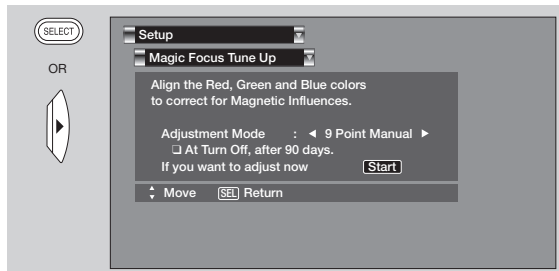 SELECT
OR
Setup
Magic Focus Tune Up
Align the Red, Green and Blue colors
to correct for Magnetic Influences.
Adjustment Mode : ◄ 9 Point Manual ►
❑ At Turn Off, after 90 days.
If you want to adjust now Start
Move SEL Return